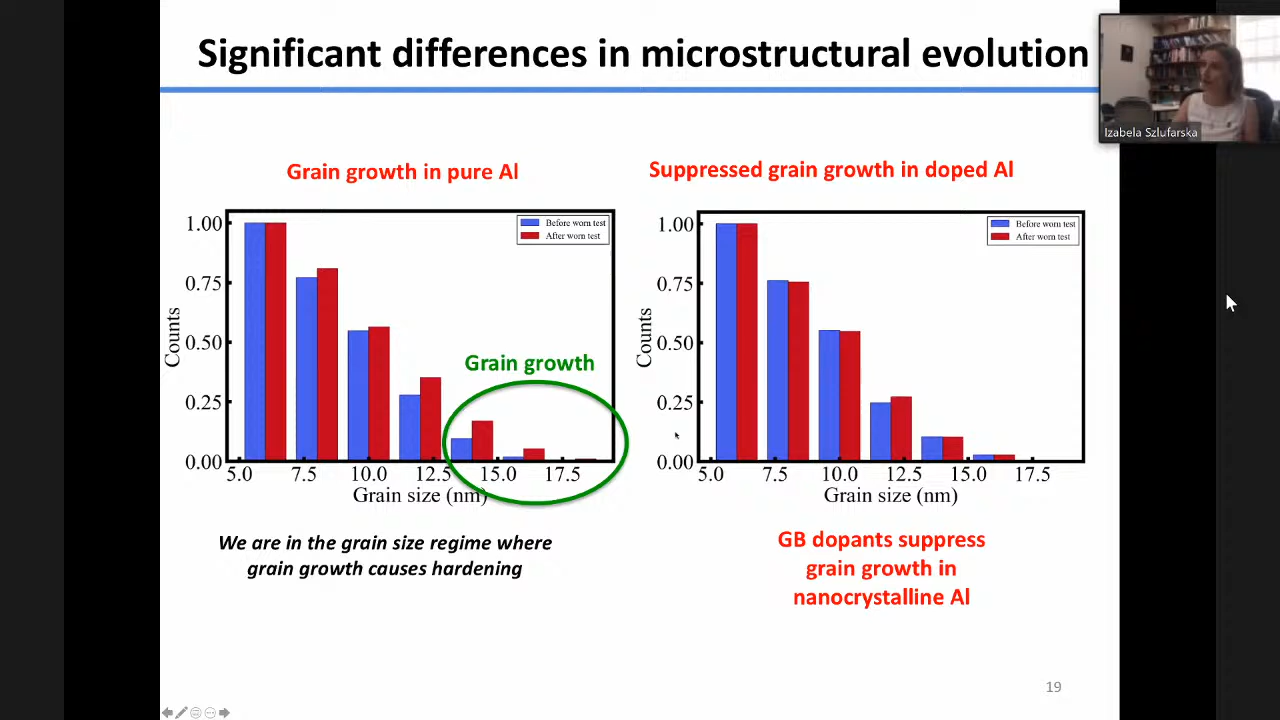 Significant differences in microstructural evolution
Izabela Szlufarska
Grain growth in pure Al
Before worn test
After worn test
1.00
0.75
0.50
0.25
0.00
Counts
Grain growth
5.0 7.5 10.0 12.5 15.0 17.5
Grain size (nm)
We are in the grain size regime where
grain growth causes hardening
Suppressed grain growth in doped Al
Before worn test
After worn test
1.00
0.75
0.50
0.25
0.00
Counts
5.0 7.5 10.0 12.5 15.0 17.5
Grain size (nm)
GB dopants suppress
grain growth in
nanocrystalline Al
19